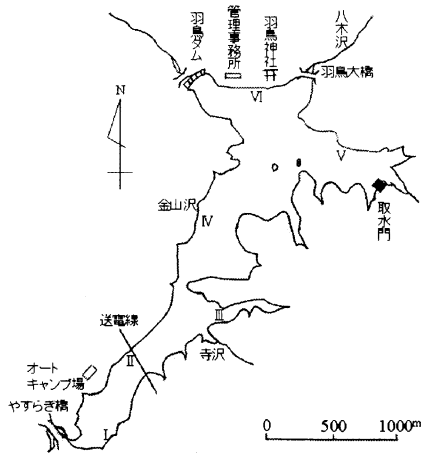 羽鳥ダム
管理事務所
羽鳥神社
八木沢
羽鳥大橋
VI
N
V
取水門
金山沢
IV
送電線
III
II
寺沢
オート
キャンプ場
やすらぎ橋
I
0 500 1000m